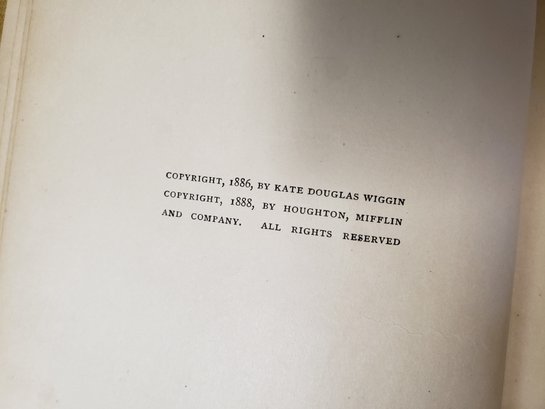 COPYRIGHT, 1886, BY KATE DOUGLAS WIGGIN
COPYRIGHT, 1888, BY HOUGHTON, MIFFLIN
AND COMPANY. ALL RIGHTS RESERVED